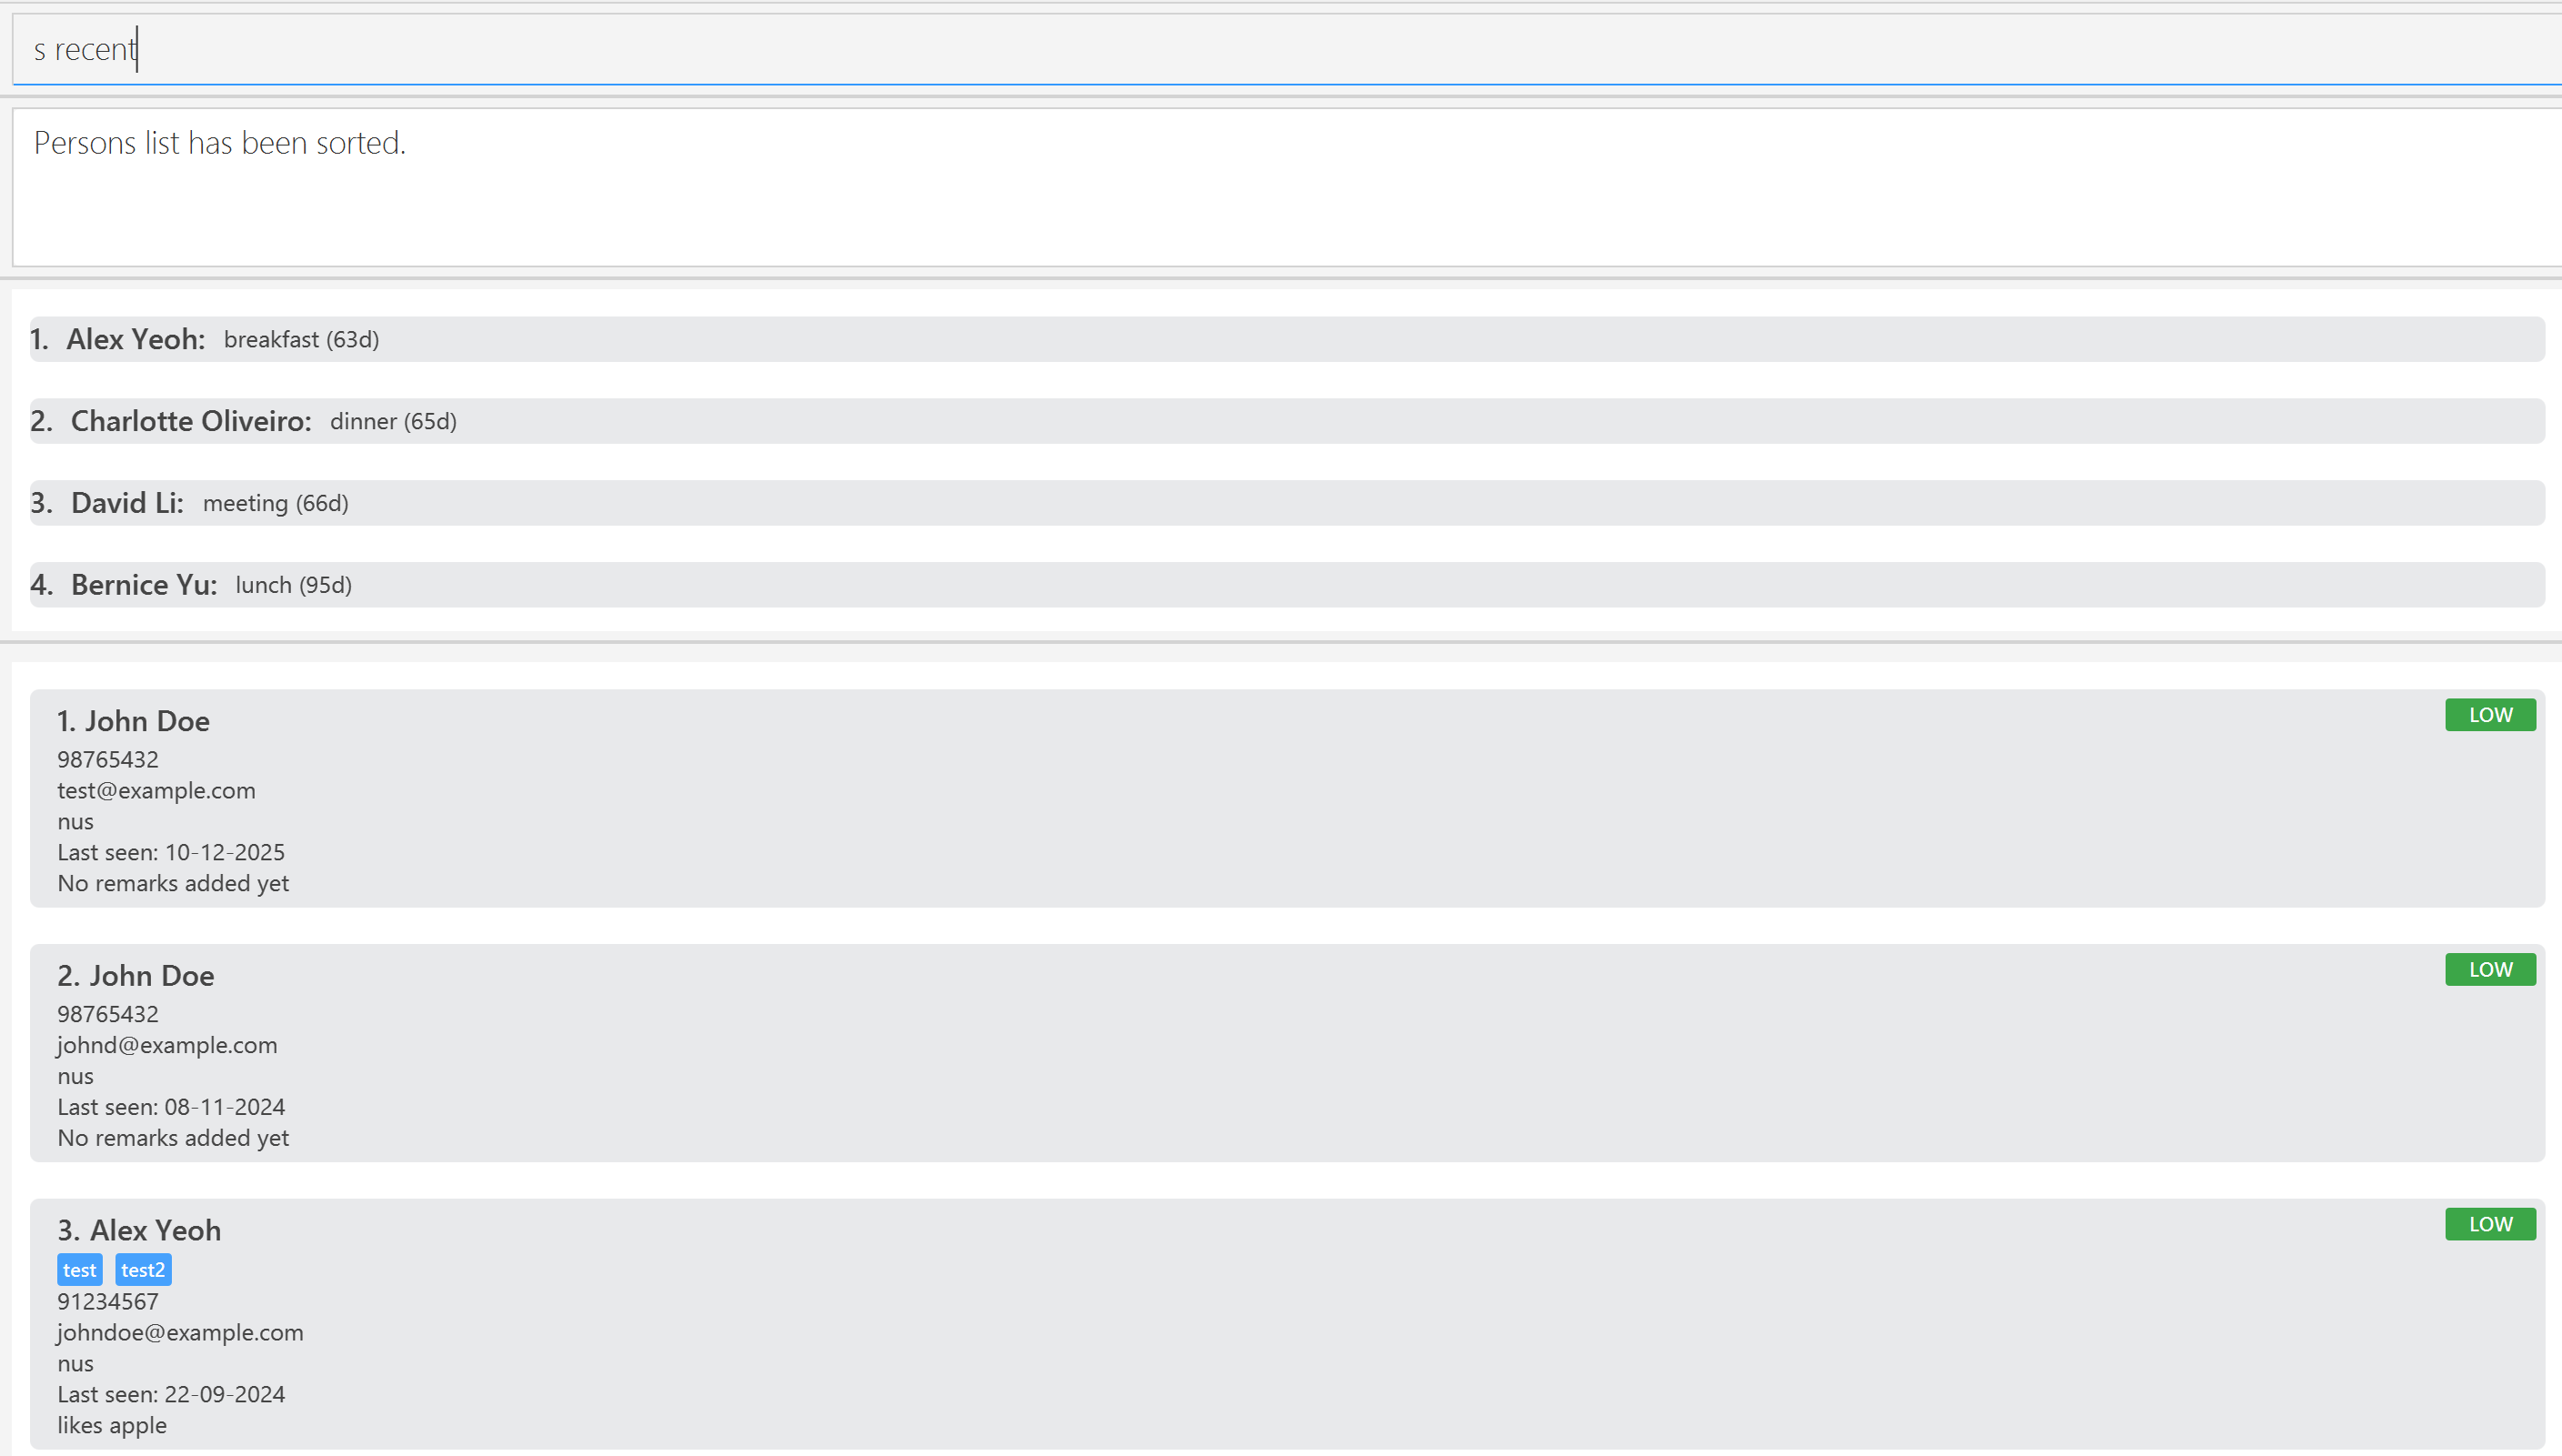 s recent
Persons list has been sorted.
1. Alex Yeoh: breakfast (63d)
2. Charlotte Oliveiro: dinner (65d)
3. David Li: meeting (66d)
4. Bernice Yu: lunch (95d)
1. John Doe LOW
98765432
test@example.com
nus
Last seen: 10-12-2025
No remarks added yet
2. John Doe LOW
98765432
johnd@example.com
nus
Last seen: 08-11-2024
No remarks added yet
3. Alex Yeoh LOW
test test2
91234567
johndoe@example.com
nus
Last seen: 22-09-2024
likes apple